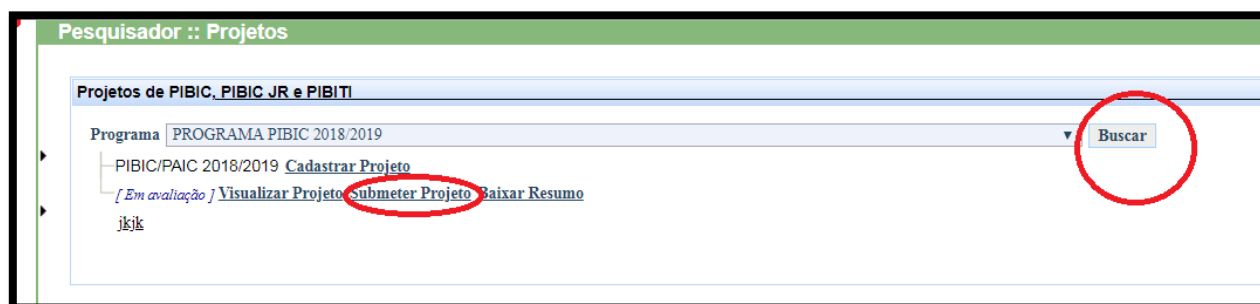 Pesquisador :: Projetos
Projetos de PIBIC, PIBIC JR e PIBITI
Programa PROGRAMA PIBIC 2018/2019 Buscar
PIBIC/PAIC 2018/2019 Cadastrar Projeto
[ Em avaliação ] Visualizar Projeto Submeter Projeto Baixar Resumo
jkjk